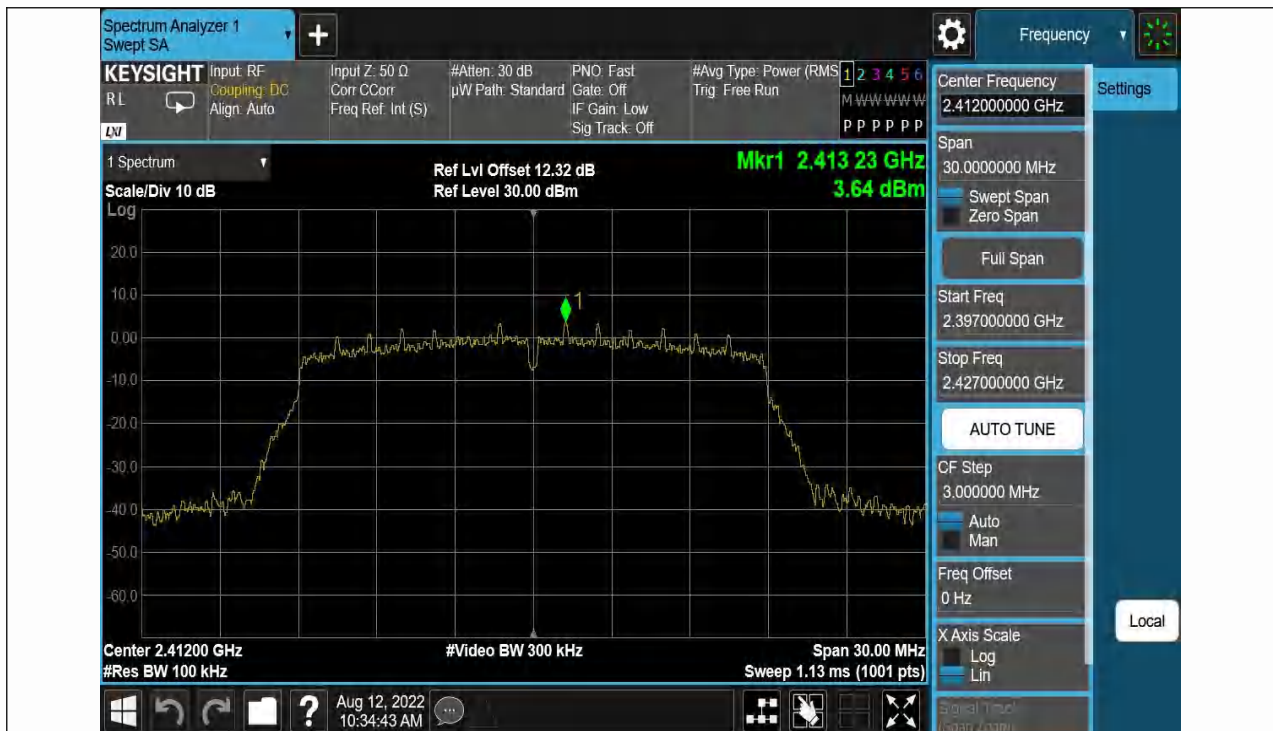 Spectrum Analyzer 1
Swept SA
Frequency
KEYSIGHT
RL
LXI
Input: RF
Coupling: DC
Align: Auto
Input Z: 50 Ω
Corr CCorr
Freq Ref: Int (S)
#Atten: 30 dB
µW Path: Standard
PNO: Fast
Gate: Off
IF Gain: Low
Sig Track: Off
#Avg Type: Power (RMS
Trig: Free Run
1 2 3 4 5 6
M W W W W W
P P P P P P
1 Spectrum
Scale/Div 10 dB
Ref Lvl Offset 12.32 dB
Ref Level 30.00 dBm
Mkr1 2.413 23 GHz
3.64 dBm
Log
20.0
10.0
0.00
-10.0
-20.0
-30.0
-40.0
-50.0
-60.0
1
Center 2.41200 GHz
#Res BW 100 kHz
#Video BW 300 kHz
Span 30.00 MHz
Sweep 1.13 ms (1001 pts)
Aug 12, 2022
10:34:43 AM
?
Center Frequency
2.412000000 GHz
Settings
Span
30.0000000 MHz
Swept Span
Zero Span
Full Span
Start Freq
2.397000000 GHz
Stop Freq
2.427000000 GHz
AUTO TUNE
CF Step
3.000000 MHz
Auto
Man
Freq Offset
0 Hz
X Axis Scale
Log
Lin
Local
Signal Track
(Span Zoom)